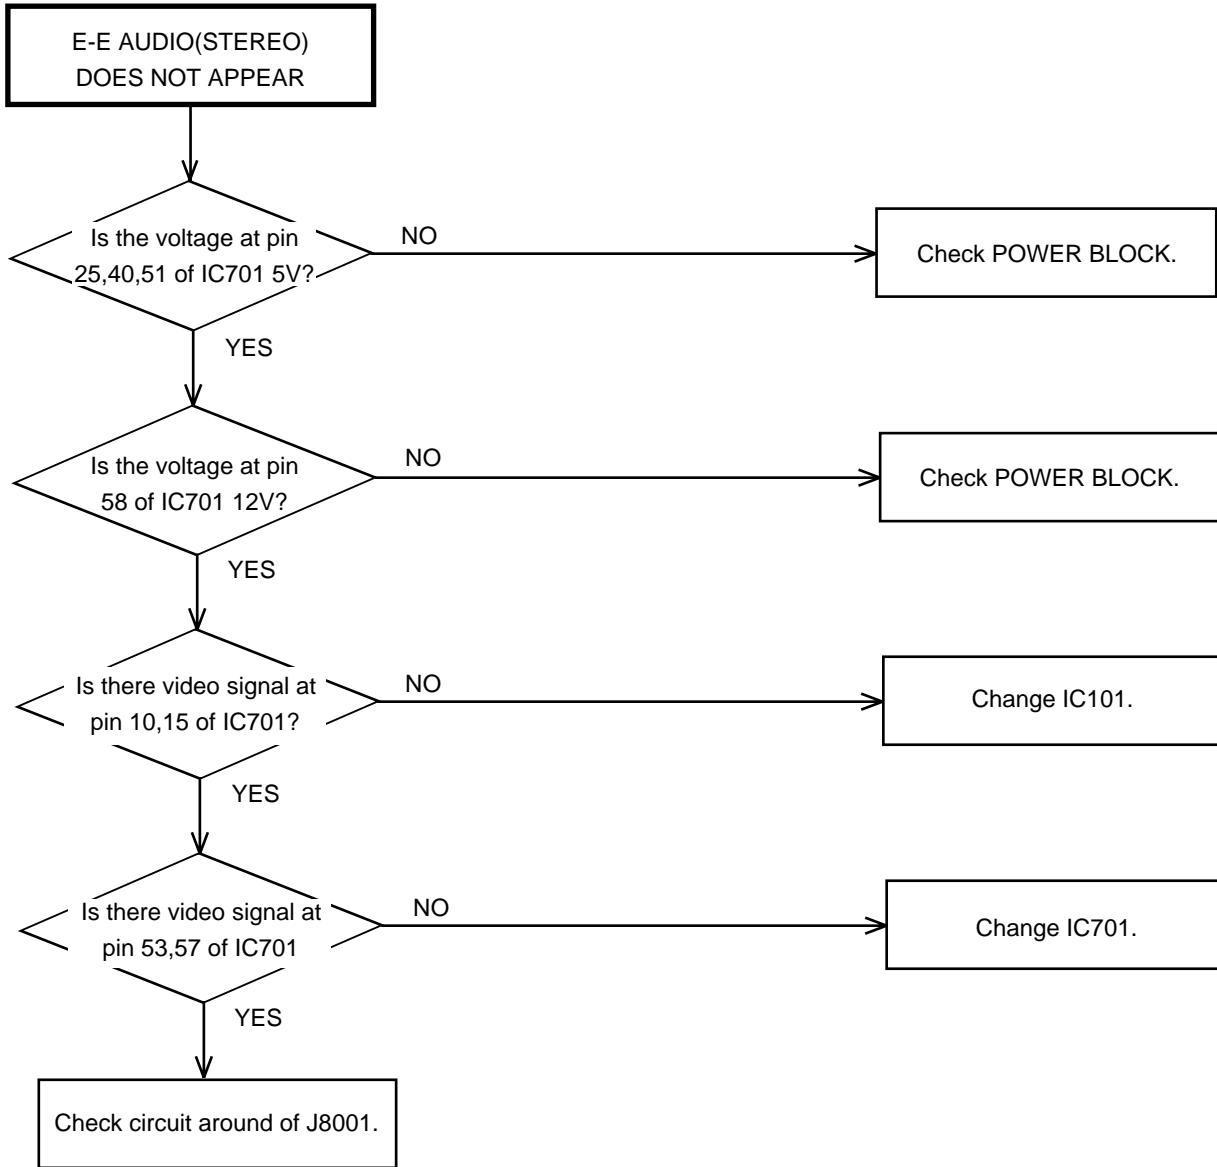 E-E AUDIO(STEREO)
DOES NOT APPEAR
Is the voltage at pin
25,40,51 of IC701 5V?
NO
Check POWER BLOCK.
YES
Is the voltage at pin
58 of IC701 12V?
NO
Check POWER BLOCK.
YES
Is there video signal at
pin 10,15 of IC701?
NO
Change IC101.
YES
Is there video signal at
pin 53,57 of IC701
NO
Change IC701.
YES
Check circuit around of J8001.